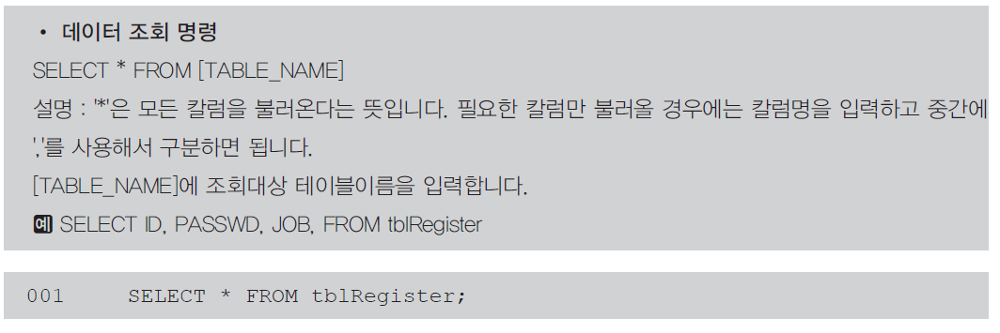 • 데이터 조회 명령
SELECT * FROM [TABLE_NAME]
설명 : '*'은 모든 칼럼을 불러온다는 뜻입니다. 필요한 칼럼만 불러올 경우에는 칼럼명을 입력하고 중간에
','를 사용해서 구분하면 됩니다.
[TABLE_NAME]에 조회대상 테이블이름을 입력합니다.
예 SELECT ID, PASSWD, JOB, FROM tblRegister
001 SELECT * FROM tblRegister;